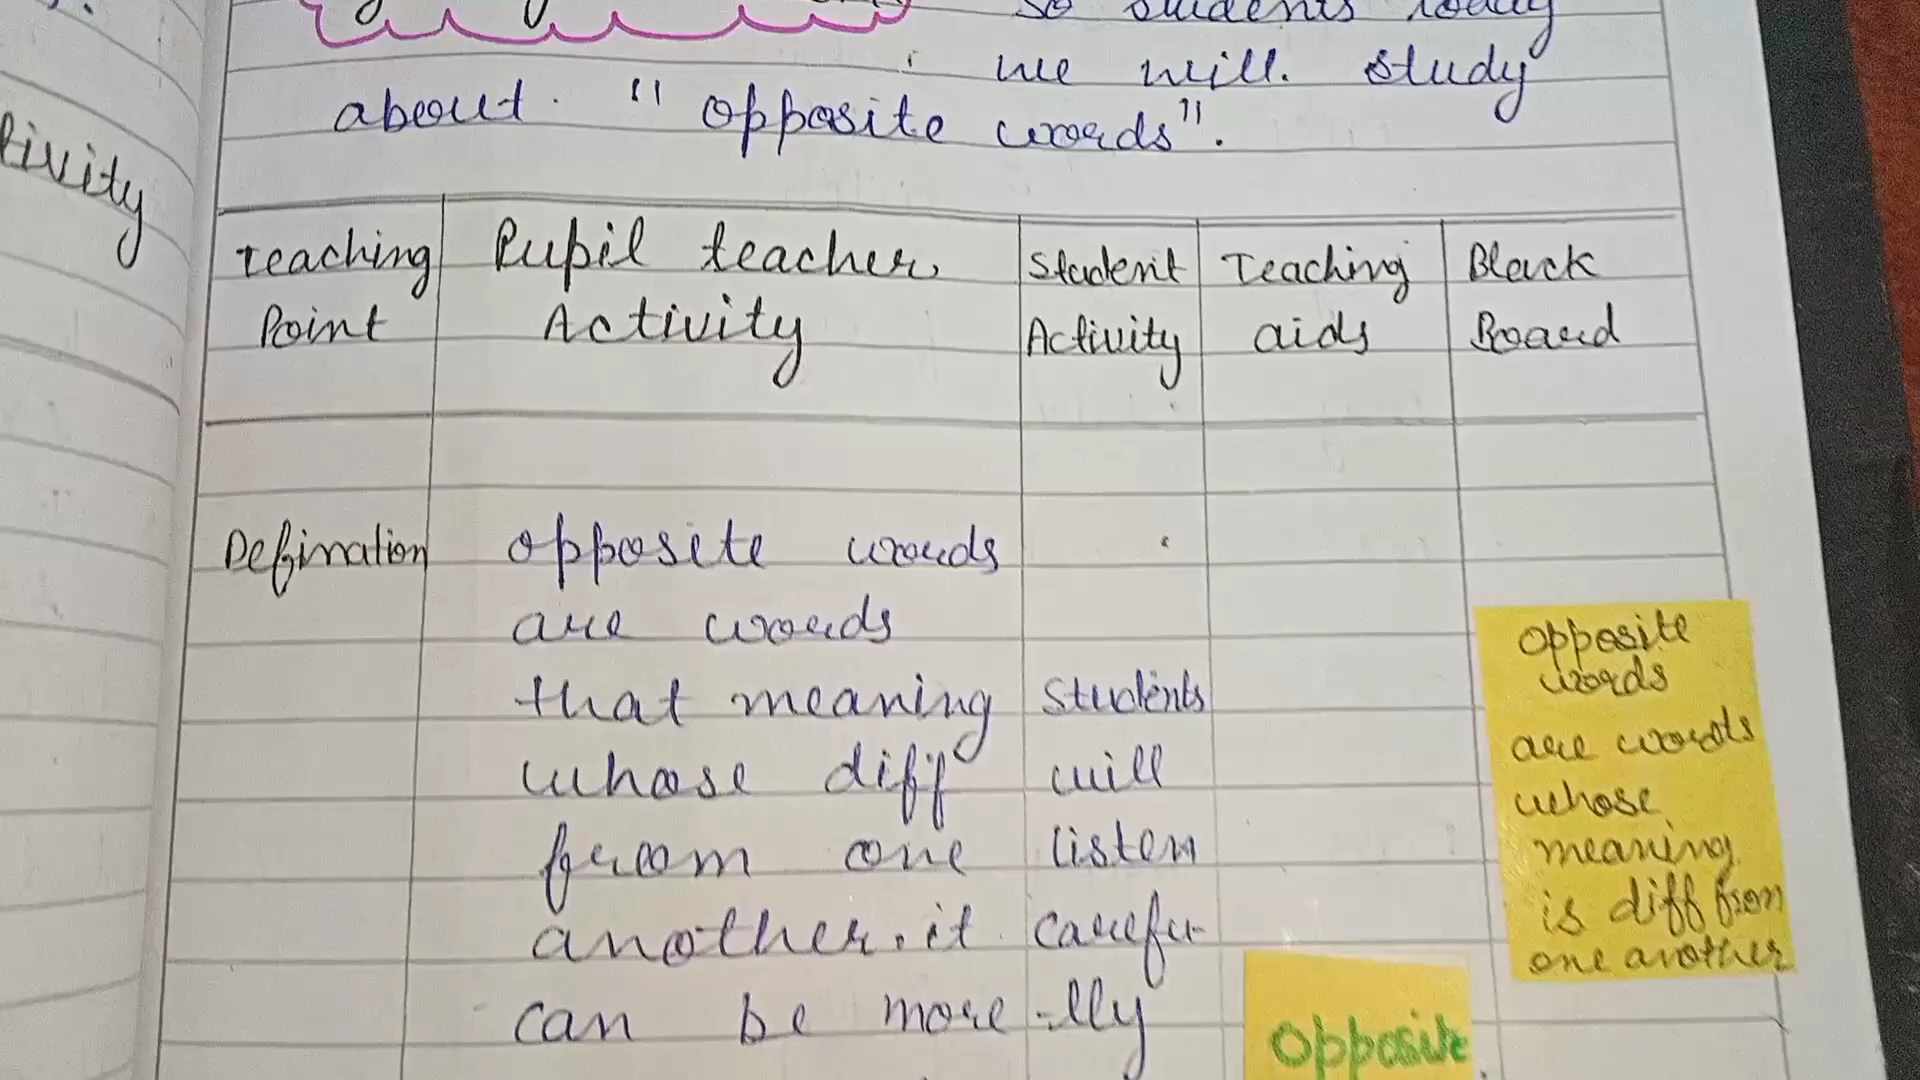 so students today
we will. study
about. "opposite words".
tivity
Teaching Point
Pupil teacher Activity
Student Activity
Teaching aids
Black Board
Defination
opposite words
are words
that meaning
whose diff
from one
another. it
can be more
Students
will
listen
carefu-
-lly
Opposite
opposite
words
are words
whose
meaning
is diff from
one another